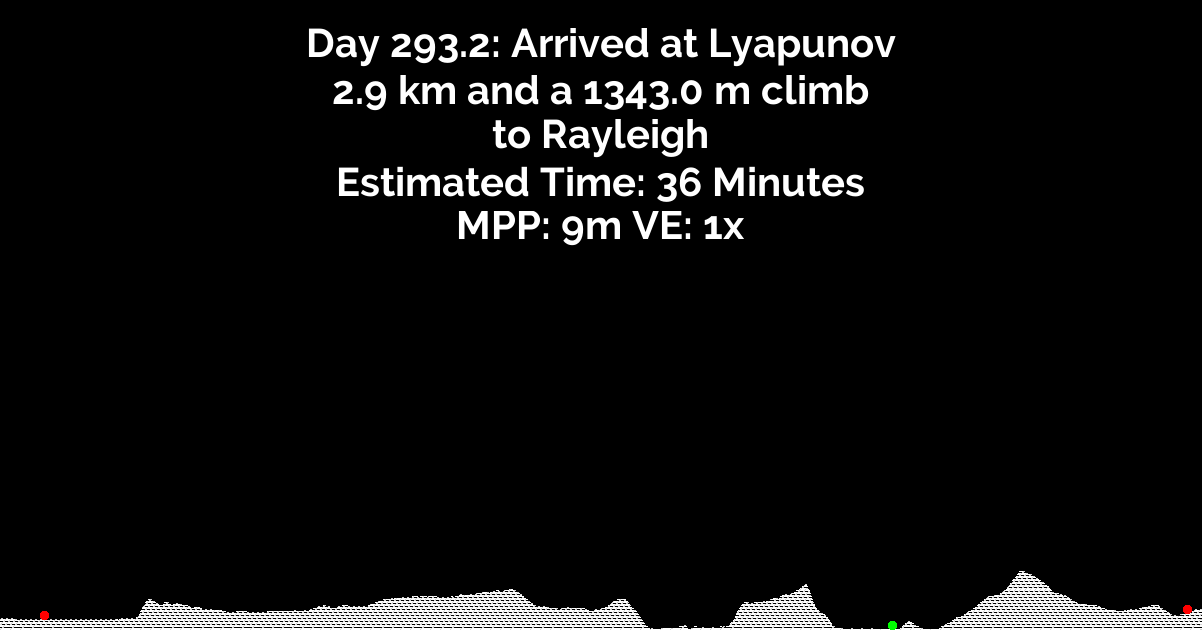 Day 293.2: Arrived at Lyapunov
2.9 km and a 1343.0 m climb
to Rayleigh
Estimated Time: 36 Minutes
MPP: 9m VE: 1x